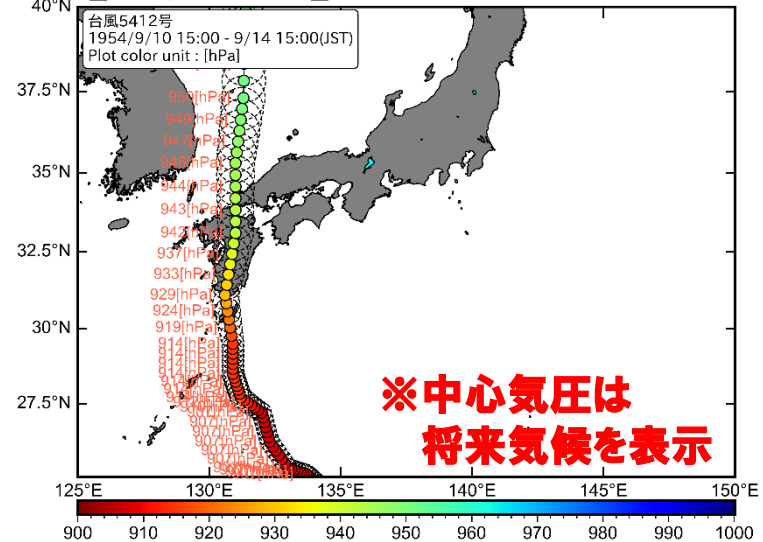 40°N
台風5412号
1954/9/10 15:00 - 9/14 15:00(JST)
Plot color unit : [hPa]
37.5°N
949[hPa]
947[hPa]
945[hPa]
35°N
944[hPa]
943[hPa]
942[hPa]
32.5°N
937[hPa]
933[hPa]
929[hPa]
924[hPa]
30°N
919[hPa]
914[hPa]
27.5°N
※中心気圧は
将来気候を表示
125°E 130°E 135°E 140°E 145°E 150°E
900 910 920 930 940 950 960 970 980 990 1000